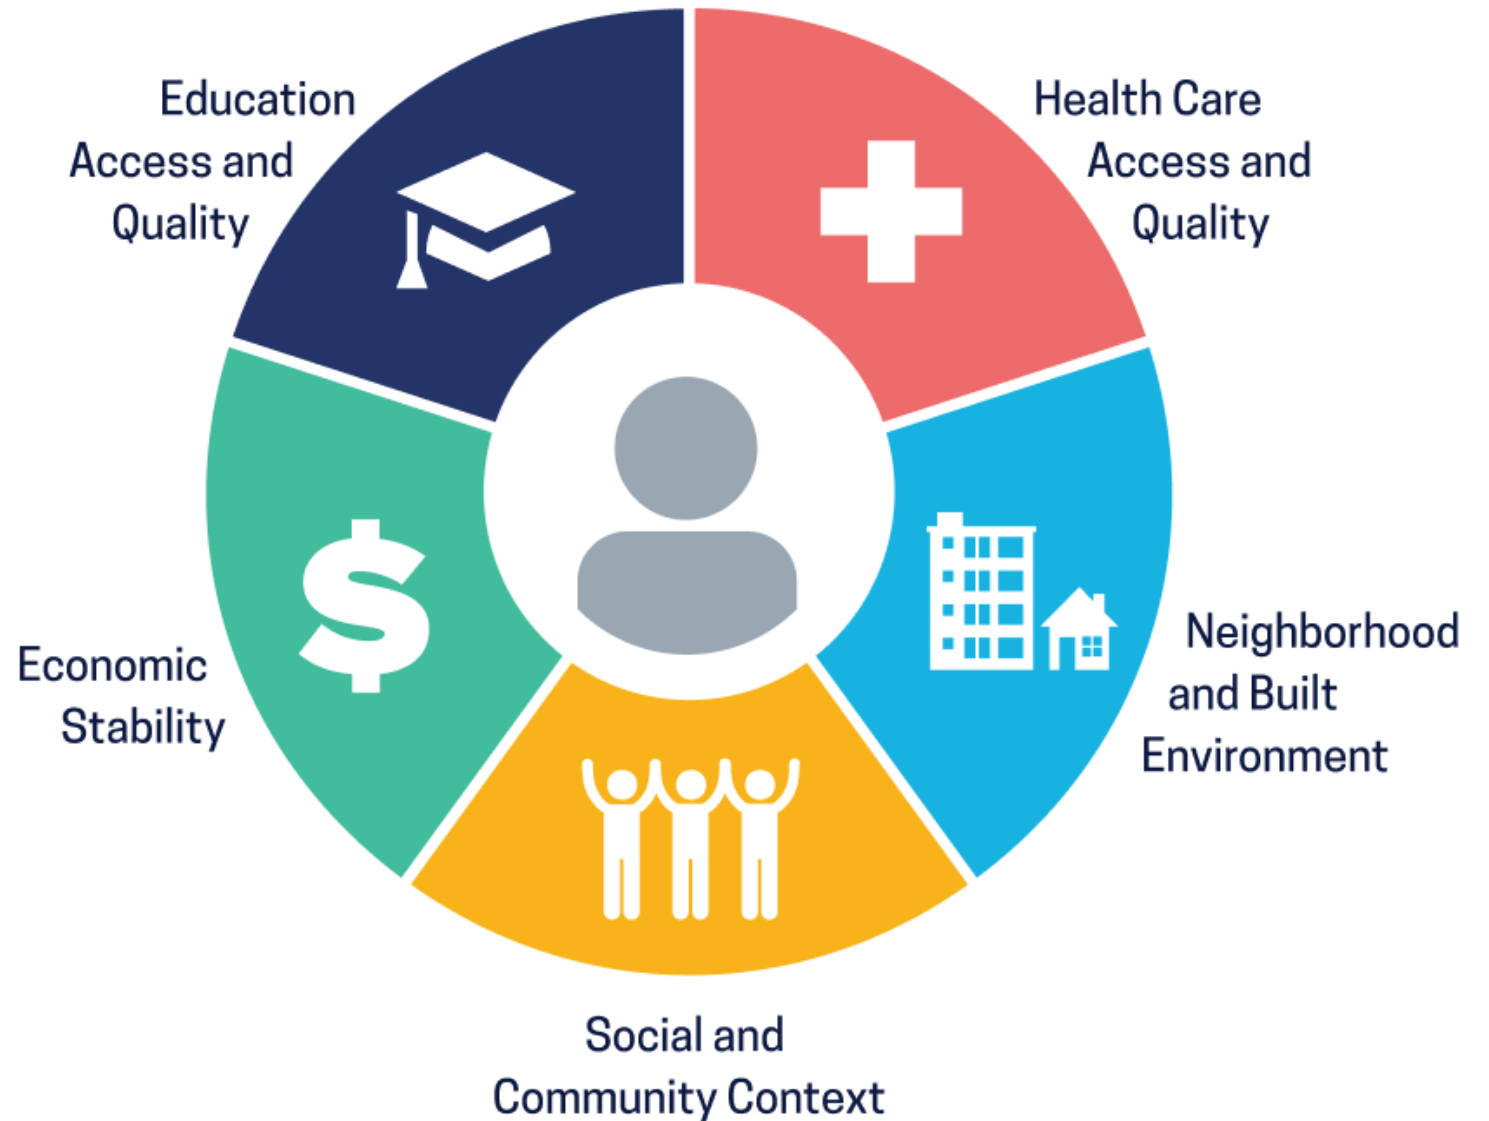 Education
Access and
Quality
Health Care
Access and
Quality
Economic
Stability
Neighborhood
and Built
Environment
Social and
Community Context